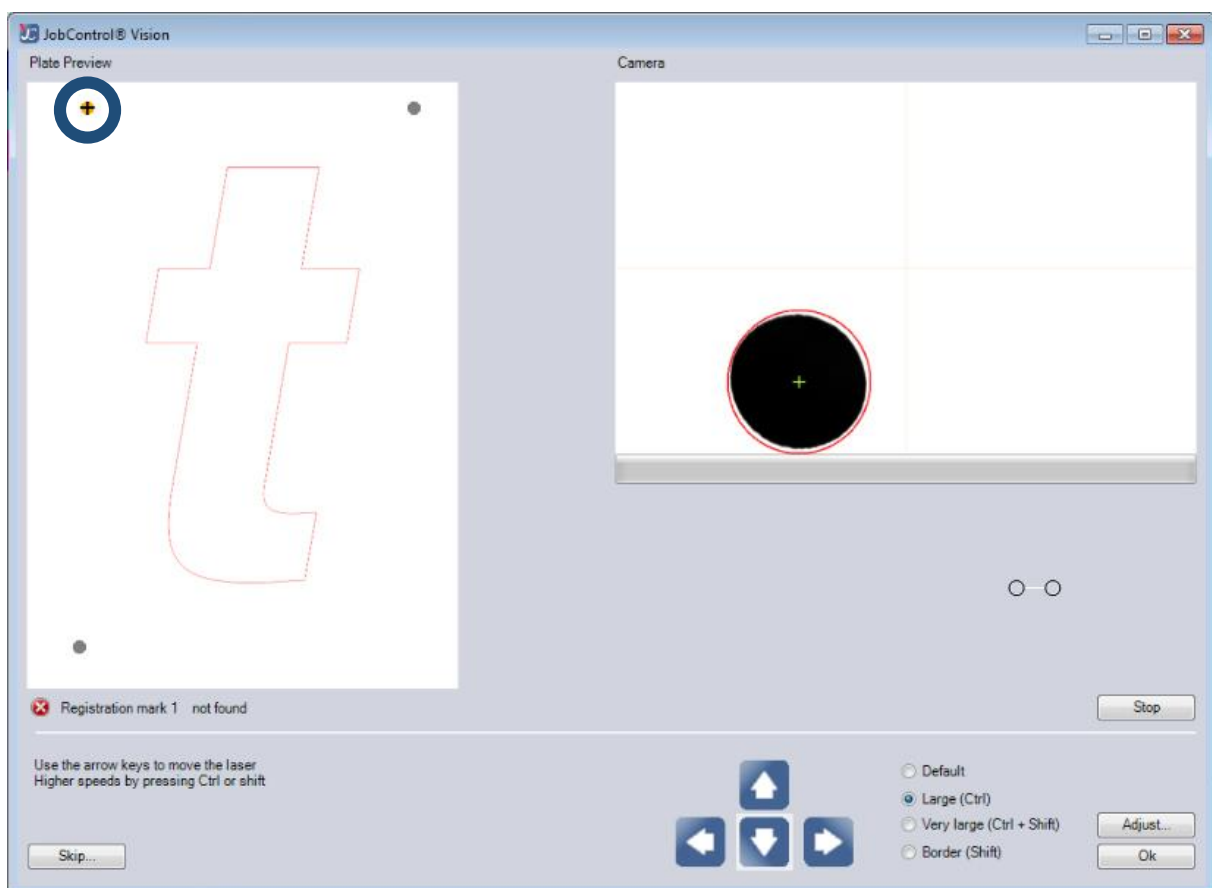 JC JobControl® Vision
Plate Preview
Camera
Registration mark 1 not found
Stop
Use the arrow keys to move the laser
Higher speeds by pressing Ctrl or shift
Default
Large (Ctrl)
Very large (Ctrl + Shift)
Border (Shift)
Adjust...
Skip...
Ok
t